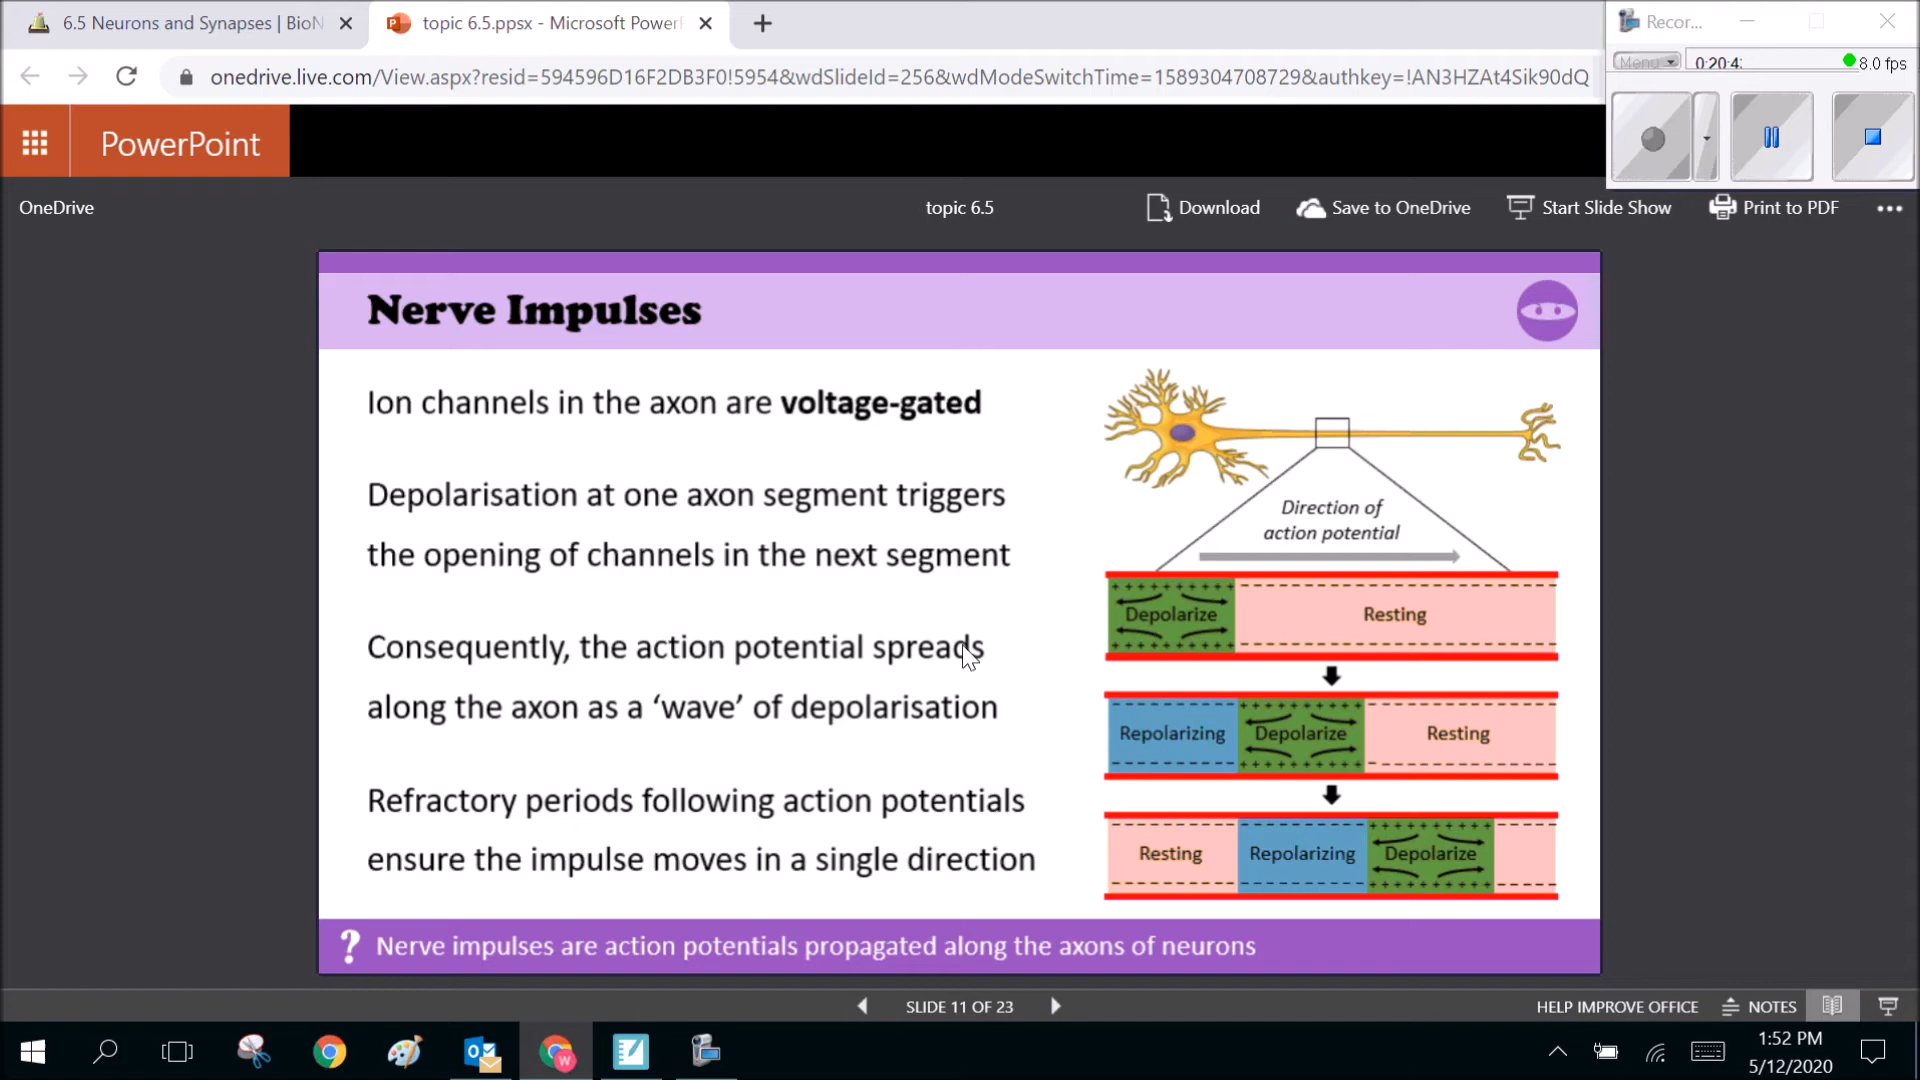 6.5 Neurons and Synapses | BioN
topic 6.5.ppsx - Microsoft PowerP
Recor...
onedrive.live.com/View.aspx?resid=594596D16F2DB3F0!5954&wdSlideId=256&wdModeSwitchTime=1589304708729&authkey=!AN3HZAt4Sik90dQ
Menu
0:20:4
8.0 fps
PowerPoint
OneDrive
topic 6.5
Download
Save to OneDrive
Start Slide Show
Print to PDF
Nerve Impulses
Ion channels in the axon are voltage-gated
Depolarisation at one axon segment triggers
the opening of channels in the next segment
Consequently, the action potential spreads
along the axon as a ‘wave’ of depolarisation
Refractory periods following action potentials
ensure the impulse moves in a single direction
Direction of
action potential
Depolarize Resting
Repolarizing Depolarize Resting
Resting Repolarizing Depolarize
? Nerve impulses are action potentials propagated along the axons of neurons
SLIDE 11 OF 23
HELP IMPROVE OFFICE
NOTES
W
1:52 PM
5/12/2020